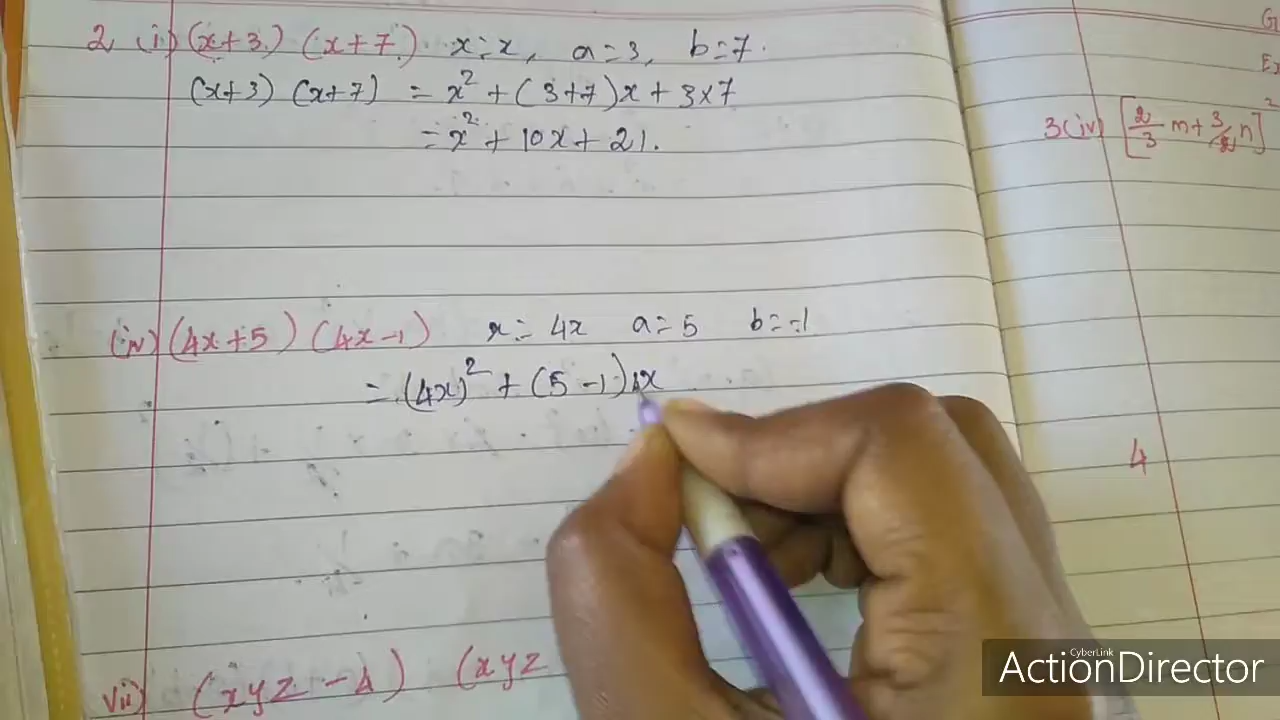 2 (i) (x+3) (x+7) x=x, a=3, b=7.
(x+3) (x+7) = x² + (3+7)x + 3×7
= x² + 10x + 21.
(iv) (4x+5) (4x-1) x = 4x a=5 b=-1
= (4x)² + (5-1)4x
vii) (xyz - 4) (xyz
3(iv) [2/3 m + 3/2 n]²
4
CyberLink
ActionDirector